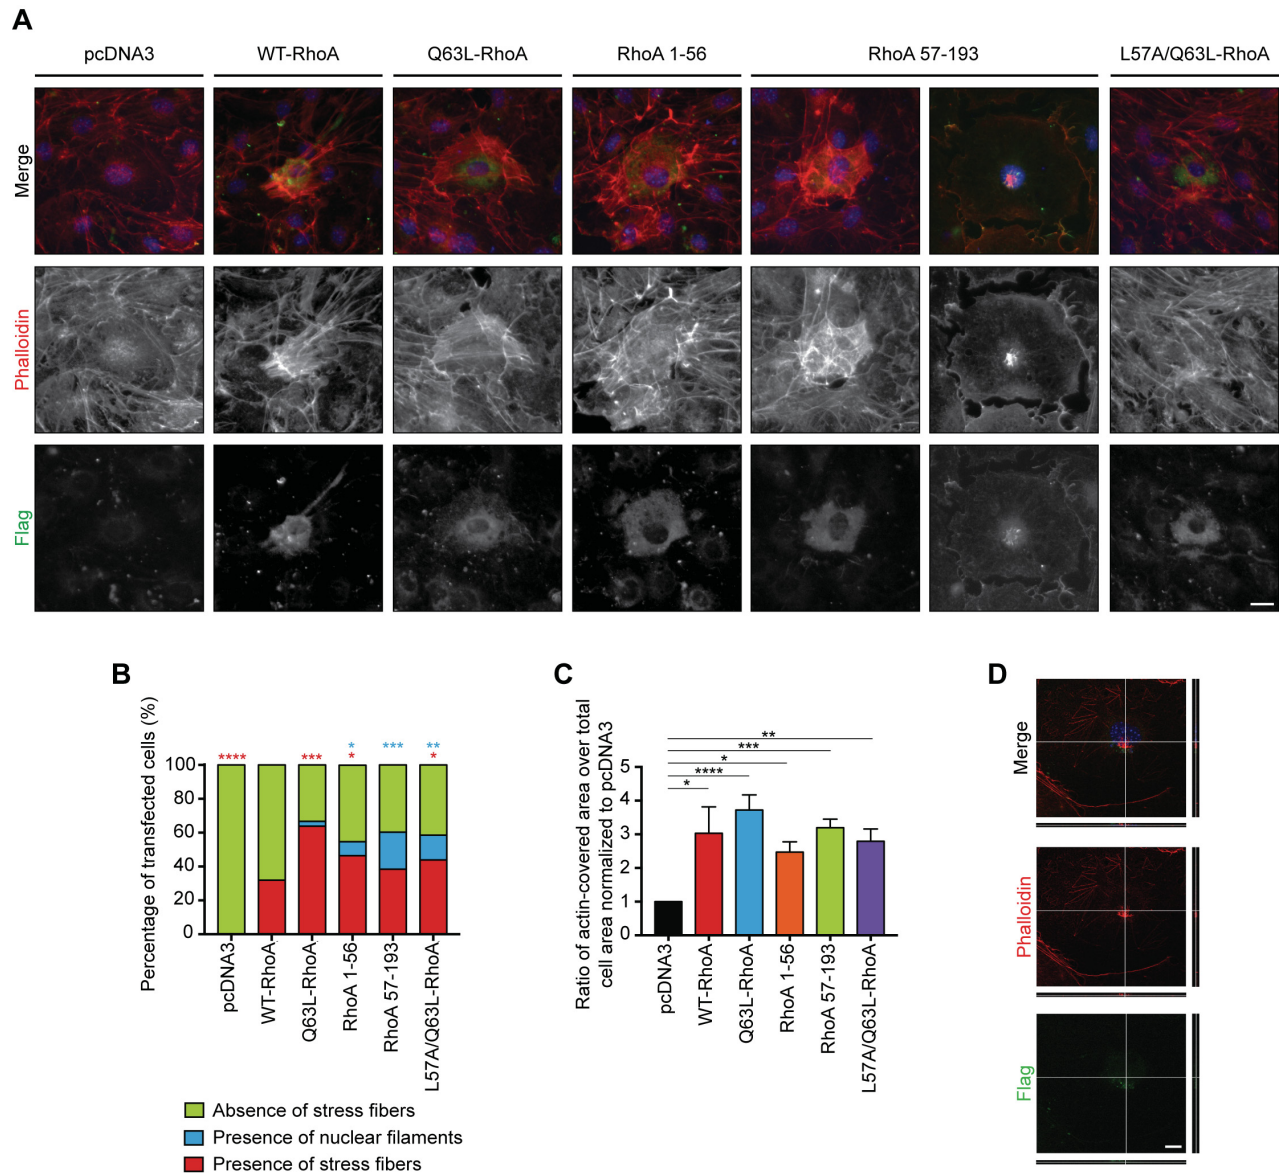 A
pcDNA3
WT-RhoA
Q63L-RhoA
RhoA 1-56
RhoA 57-193
L57A/Q63L-RhoA
Merge
Phalloidin
Flag
B
Percentage of transfected cells (%)
**** *** * * *** ** *
100
80
60
40
20
0
pcDNA3
WT-RhoA
Q63L-RhoA
RhoA 1-56
RhoA 57-193
L57A/Q63L-RhoA
Absence of stress fibers
Presence of nuclear filaments
Presence of stress fibers
C
Ratio of actin-covered area over total
cell area normalized to pcDNA3
**
***
*
****
*
5
4
3
2
1
0
pcDNA3
WT-RhoA
Q63L-RhoA
RhoA 1-56
RhoA 57-193
L57A/Q63L-RhoA
D
Merge
Phalloidin
Flag